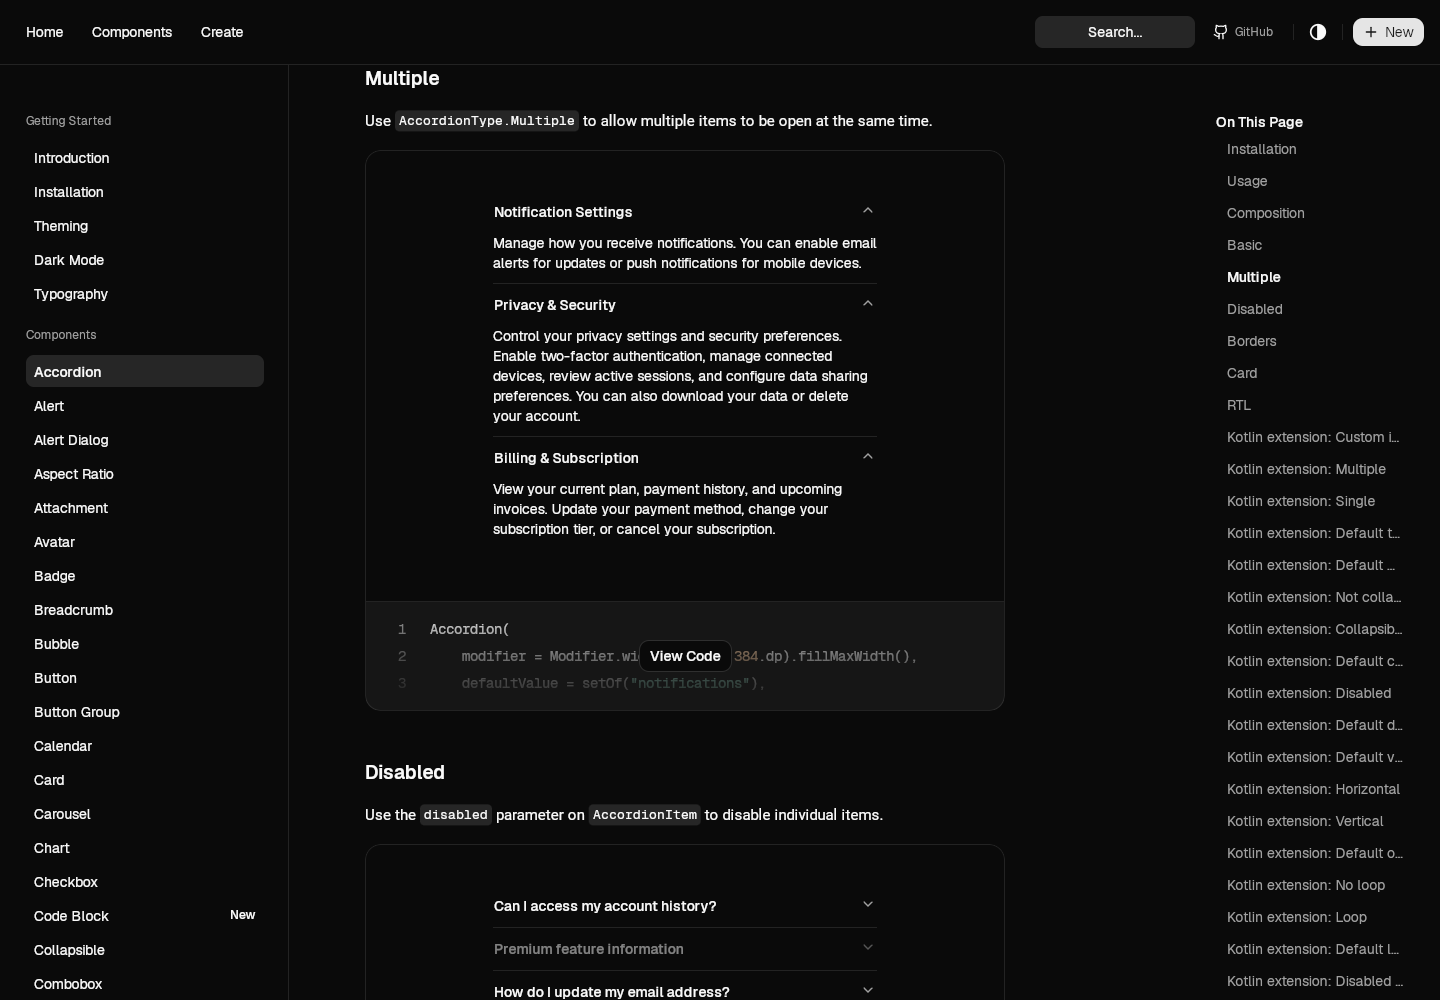 Home
Components
Create
Search...
GitHub
New
Getting Started
Introduction
Installation
Theming
Dark Mode
Typography
Components
Accordion
Alert
Alert Dialog
Aspect Ratio
Attachment
Avatar
Badge
Breadcrumb
Bubble
Button
Button Group
Calendar
Card
Carousel
Chart
Checkbox
Code Block New
Collapsible
Combobox
Multiple
Use AccordionType.Multiple to allow multiple items to be open at the same time.
Notification Settings
Manage how you receive notifications. You can enable email
alerts for updates or push notifications for mobile devices.
Privacy & Security
Control your privacy settings and security preferences.
Enable two-factor authentication, manage connected
devices, review active sessions, and configure data sharing
preferences. You can also download your data or delete
your account.
Billing & Subscription
View your current plan, payment history, and upcoming
invoices. Update your payment method, change your
subscription tier, or cancel your subscription.
1 Accordion(
2 modifier = Modifier.wi 384.dp).fillMaxWidth(),
View Code
3 defaultValue = setOf("notifications"),
Disabled
Use the disabled parameter on AccordionItem to disable individual items.
Can I access my account history?
Premium feature information
How do I update my email address?
On This Page
Installation
Usage
Composition
Basic
Multiple
Disabled
Borders
Card
RTL
Kotlin extension: Custom i...
Kotlin extension: Multiple
Kotlin extension: Single
Kotlin extension: Default t...
Kotlin extension: Default ...
Kotlin extension: Not colla...
Kotlin extension: Collapsib...
Kotlin extension: Default c...
Kotlin extension: Disabled
Kotlin extension: Default d...
Kotlin extension: Default v...
Kotlin extension: Horizontal
Kotlin extension: Vertical
Kotlin extension: Default o...
Kotlin extension: No loop
Kotlin extension: Loop
Kotlin extension: Default l...
Kotlin extension: Disabled ...